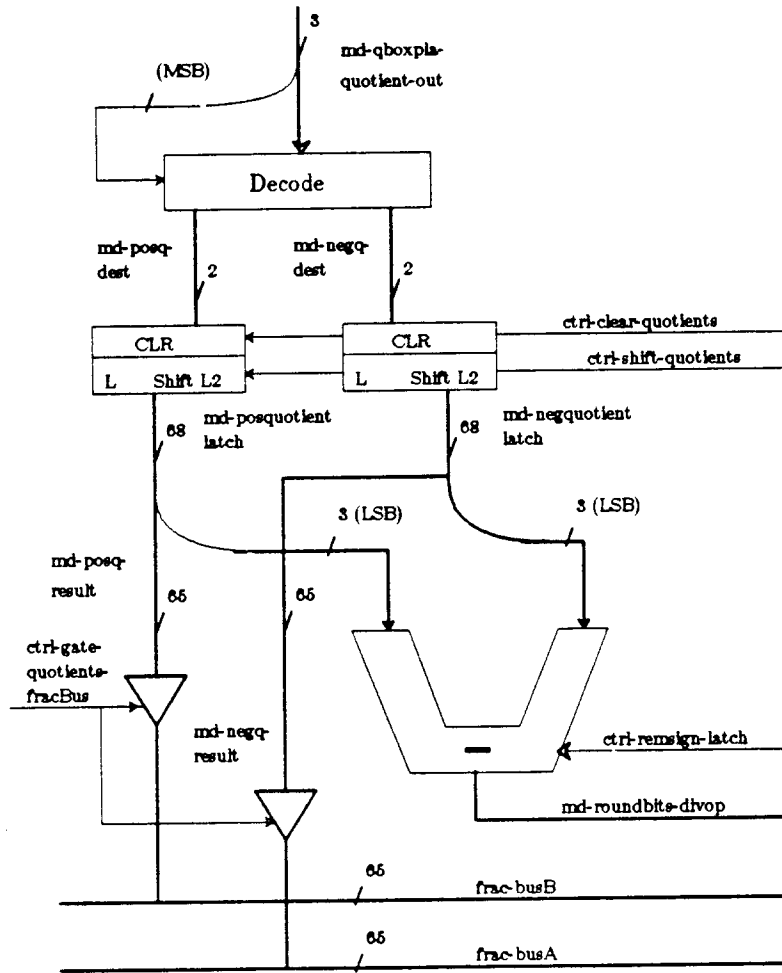 3
md-qboxpla-
quotient-out
(MSB)
Decode
md-posq-
dest
2
md-negq-
dest
2
CLR
L Shift L2
CLR
L Shift L2
ctrl-clear-quotients
ctrl-shift-quotients
68
md-posquotient
latch
68
md-negquotient
latch
3 (LSB)
3 (LSB)
md-posq-
result
65
65
ctrl-gate-
quotients-
fracBus
md-negq-
result
ctrl-remsign-latch
md-roundbits-divop
65
frac-busB
65
frac-busA